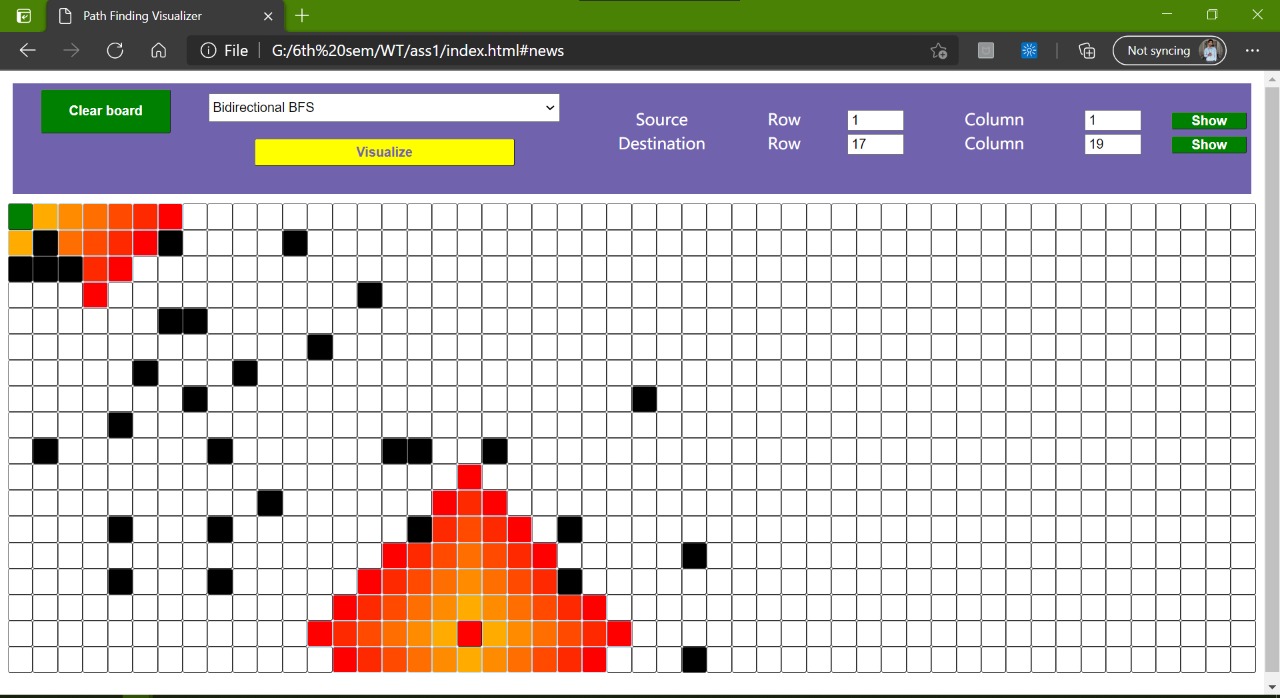 Path Finding Visualizer
File G:/6th%20sem/WT/ass1/index.html#news
Not syncing
Clear board
Bidirectional BFS
Visualize
Source Row 1 Column 1 Show
Destination Row 17 Column 19 Show